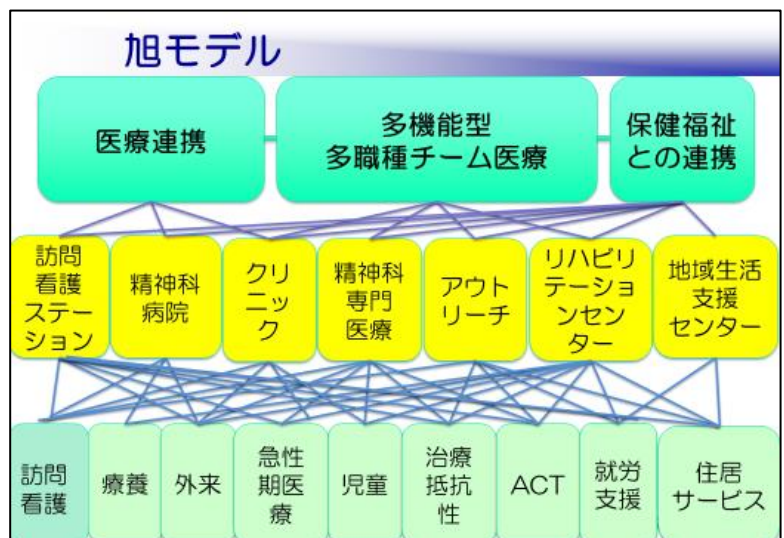 旭モデル
医療連携
多機能型
多職種チーム医療
保健福祉
との連携
訪問
看護
ステー
ション
精神科
病院
クリ
ニッ
ク
精神科
専門
医療
アウト
リーチ
リハビリ
テーショ
ンセン
ター
地域生活
支援
センター
訪問
看護
療養
外来
急性
期医
療
児童
治療
抵抗
性
ACT
就労
支援
住居
サービス